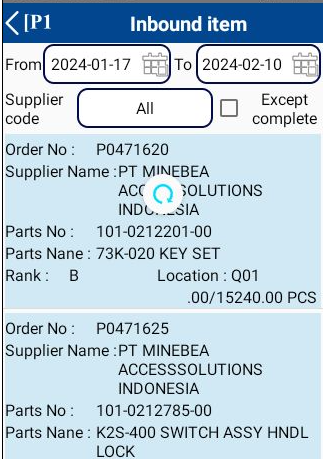 [P1 Inbound item
From 2024-01-17 To 2024-02-10
Supplier code All Except complete
Order No : P0471620
Supplier Name :PT MINEBEA
ACC SOLUTIONS
INDONESIA
Parts No : 101-0212201-00
Parts Nane : 73K-020 KEY SET
Rank : B Location : Q01
.00/15240.00 PCS
Order No : P0471625
Supplier Name :PT MINEBEA
ACCESSSOLUTIONS
INDONESIA
Parts No : 101-0212785-00
Parts Nane : K2S-400 SWITCH ASSY HNDL
LOCK